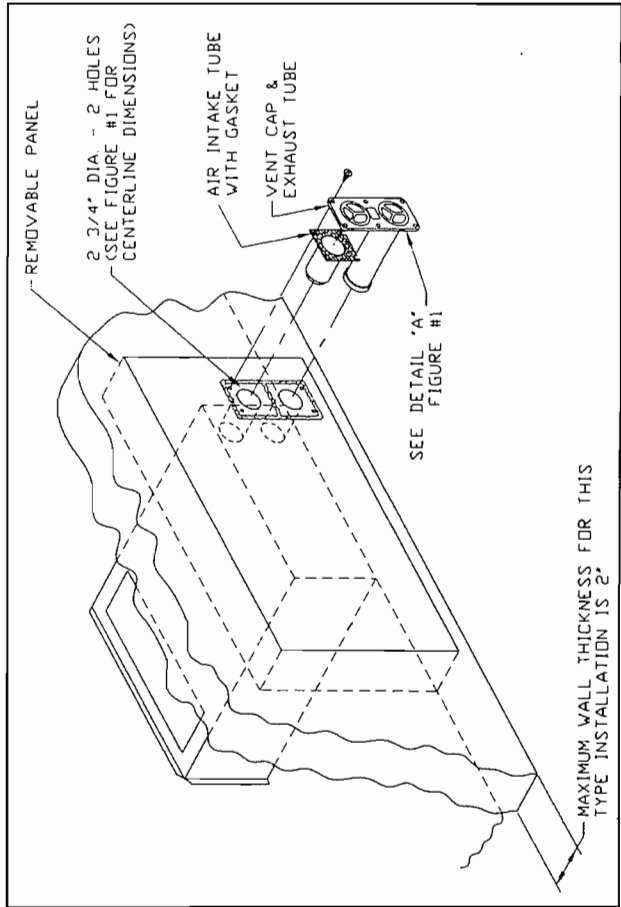 REMOVABLE PANEL
2 3/4" DIA. - 2 HOLES
(SEE FIGURE #1 FOR
CENTERLINE DIMENSIONS)
AIR INTAKE TUBE
WITH GASKET
VENT CAP &
EXHAUST TUBE
SEE DETAIL "A"
FIGURE #1
MAXIMUM WALL THICKNESS FOR THIS
TYPE INSTALLATION IS 2"